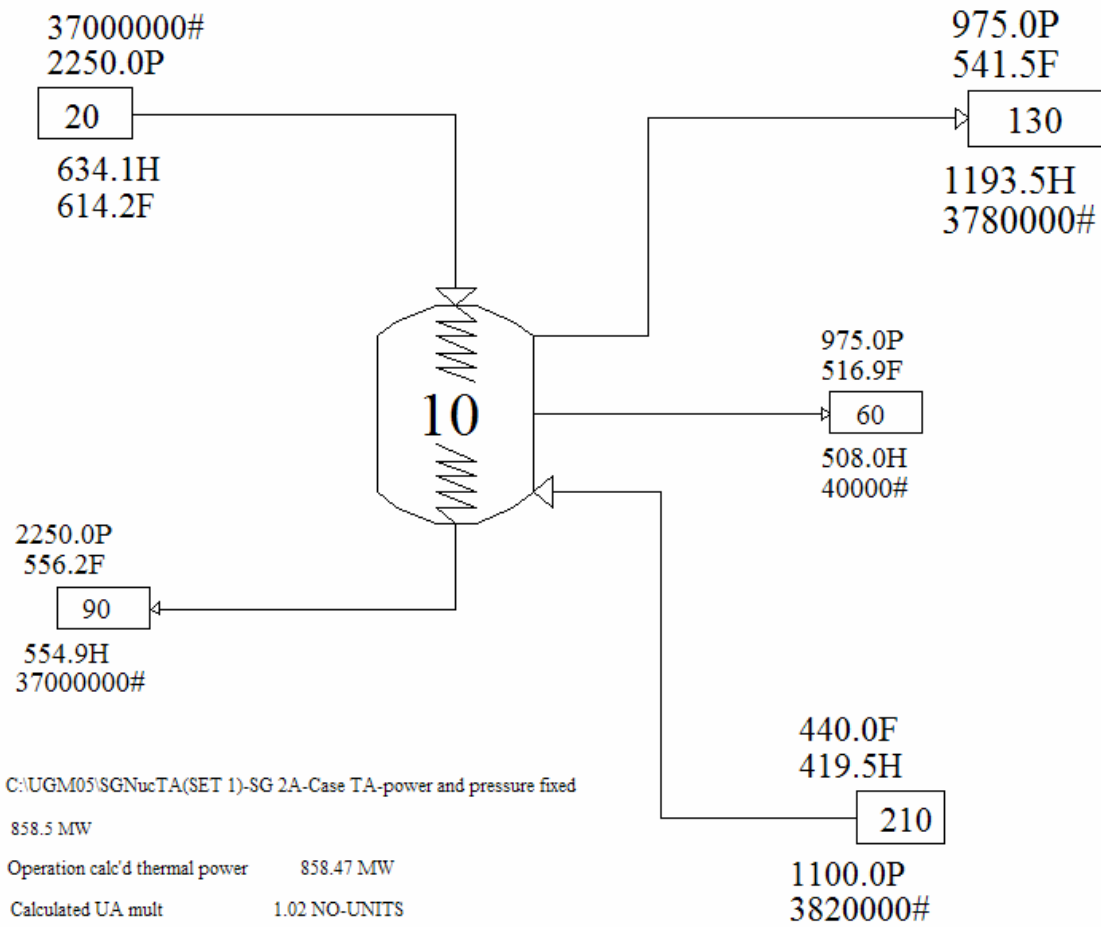 37000000#
2250.0P
20
634.1H
614.2F
975.0P
541.5F
130
1193.5H
3780000#
10
975.0P
516.9F
60
508.0H
40000#
2250.0P
556.2F
90
554.9H
37000000#
440.0F
419.5H
210
1100.0P
3820000#
C:\UGM05\SGNucTA(SET 1)-SG 2A-Case TA-power and pressure fixed
858.5 MW
Operation calc'd thermal power 858.47 MW
Calculated UA mult 1.02 NO-UNITS